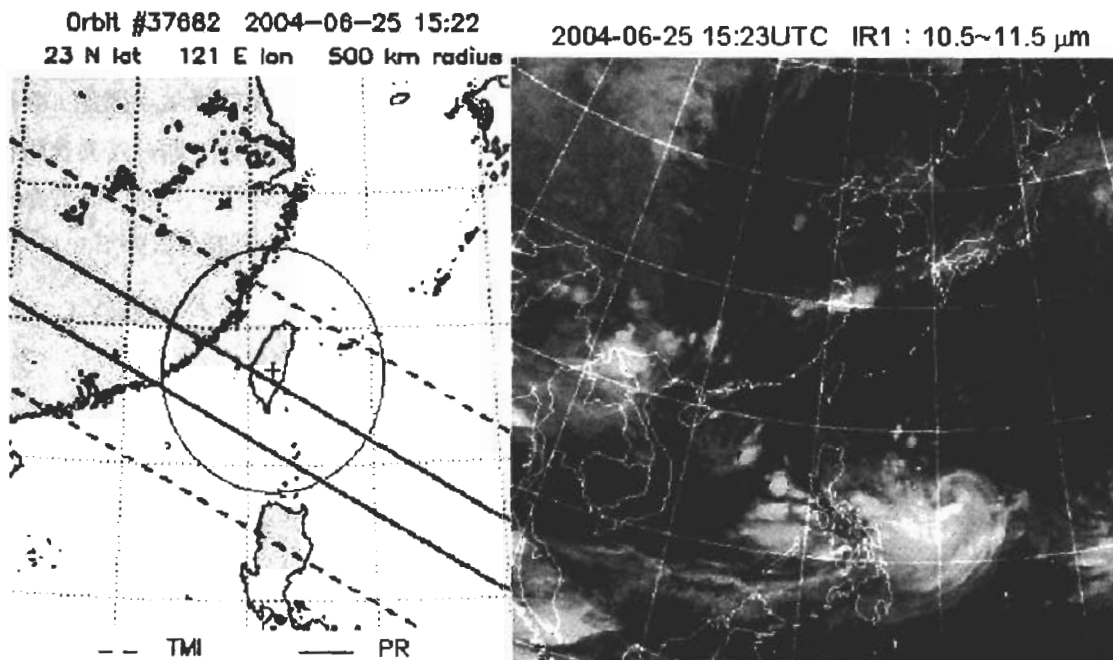 Orbit #37682 2004-06-25 15:22
23 N lat 121 E lon 500 km radius
TMI PR
2004-06-25 15:23UTC IR1 : 10.5~11.5 μm